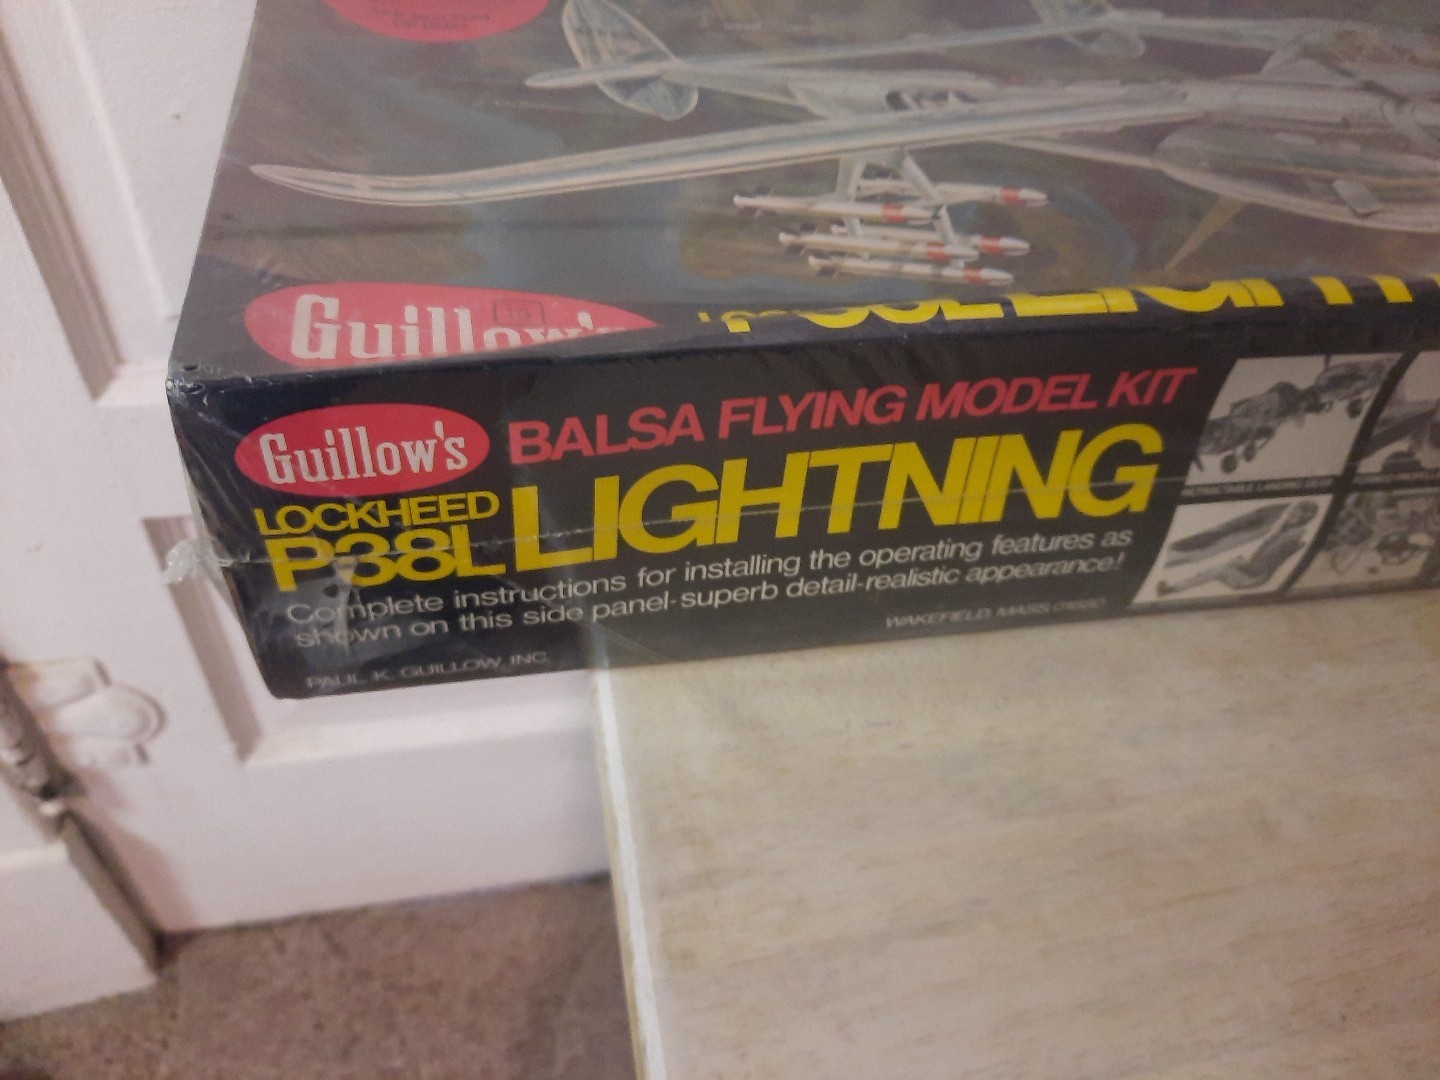 Guillow's
Guillow's
BALSA FLYING MODEL KIT
LOCKHEED
P38L LIGHTNING
Complete instructions for installing the operating features as
shown on this side panel-superb detail-realistic appearance!
PAUL K. GUILLOW, INC.
WAKEFIELD, MASS. 01880